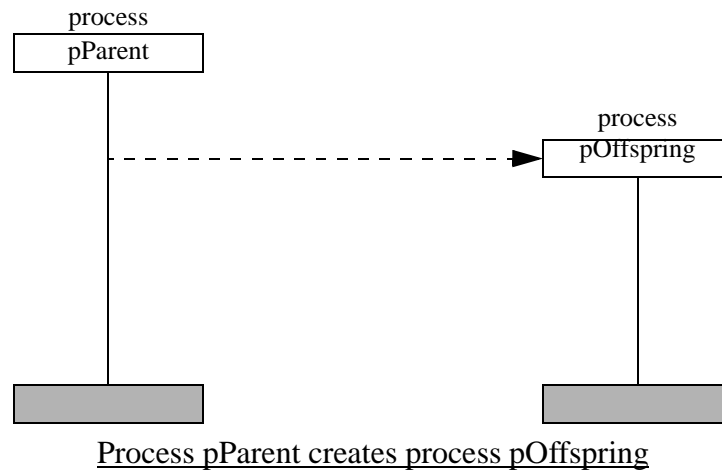 process
pParent
process
pOffspring
Process pParent creates process pOffspring